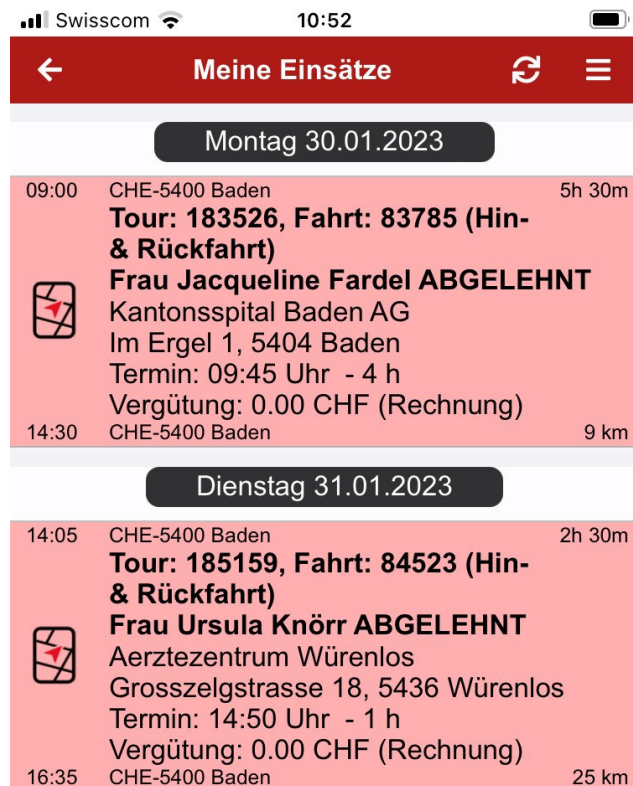 Swisscom 10:52
Meine Einsätze
Montag 30.01.2023
09:00 CHE-5400 Baden 5h 30m
Tour: 183526, Fahrt: 83785 (Hin-
& Rückfahrt)
Frau Jacqueline Fardel ABGELEHNT
Kantonsspital Baden AG
Im Ergel 1, 5404 Baden
Termin: 09:45 Uhr - 4 h
Vergütung: 0.00 CHF (Rechnung)
14:30 CHE-5400 Baden 9 km
Dienstag 31.01.2023
14:05 CHE-5400 Baden 2h 30m
Tour: 185159, Fahrt: 84523 (Hin-
& Rückfahrt)
Frau Ursula Knörr ABGELEHNT
Aerztezentrum Würenlos
Grosszelgstrasse 18, 5436 Würenlos
Termin: 14:50 Uhr - 1 h
Vergütung: 0.00 CHF (Rechnung)
16:35 CHE-5400 Baden 25 km